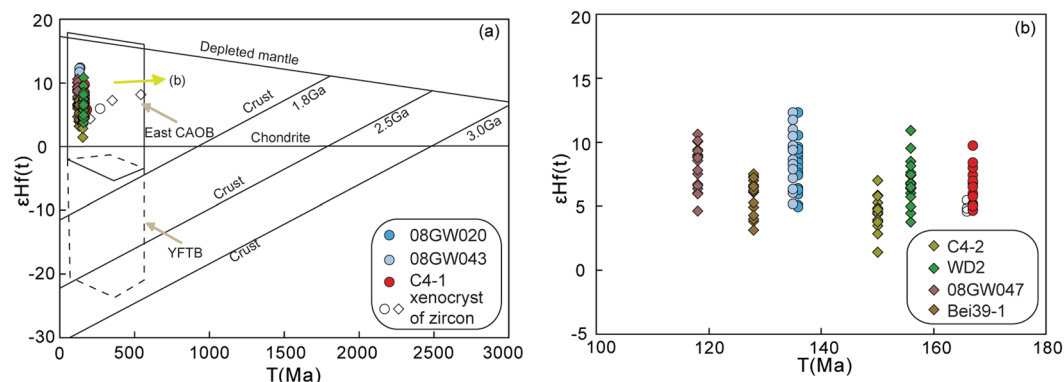 20
10
0
-10
-20
-30
εHf(t)
(a)
Depleted mantle
(b)
Crust
1.8Ga
East CAOB
Chondrite
2.5Ga
3.0Ga
Crust
YFTB
Crust
08GW020
08GW043
C4-1
xenocryst
of zircon
0 500 1000 1500 2000 2500 3000
T(Ma)
20
15
10
5
0
-5
εHf(t)
(b)
C4-2
WD2
08GW047
Bei39-1
100 120 140 160 180
T(Ma)